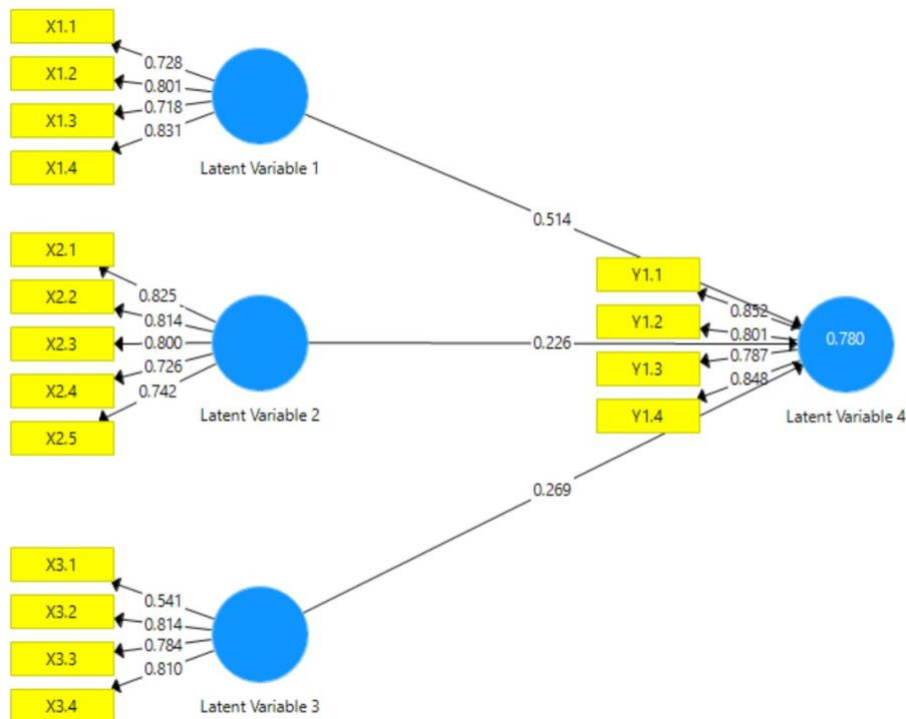 X1.1
X1.2
X1.3
X1.4
0.728
0.801
0.718
0.831
Latent Variable 1
0.514
X2.1
X2.2
X2.3
X2.4
X2.5
0.825
0.814
0.800
0.726
0.742
Latent Variable 2
0.226
Y1.1
Y1.2
Y1.3
Y1.4
0.852
0.801
0.787
0.848
0.780
Latent Variable 4
0.269
X3.1
X3.2
X3.3
X3.4
0.541
0.814
0.784
0.810
Latent Variable 3